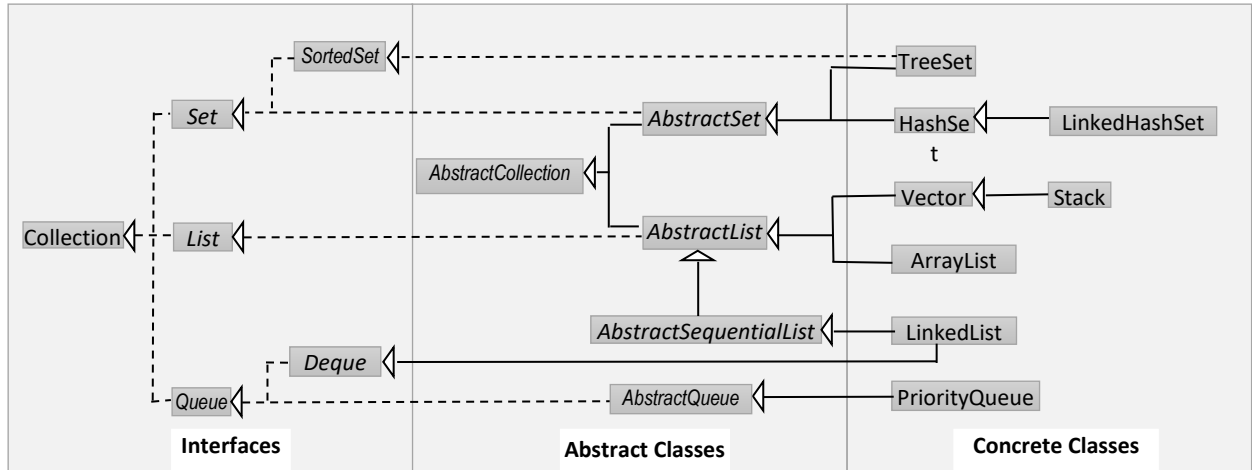 SortedSet
TreeSet
Set
AbstractSet
HashSe
t
LinkedHashSet
AbstractCollection
Vector
Stack
Collection
List
AbstractList
ArrayList
AbstractSequentialList
LinkedList
Deque
Queue
AbstractQueue
PriorityQueue
Interfaces
Abstract Classes
Concrete Classes